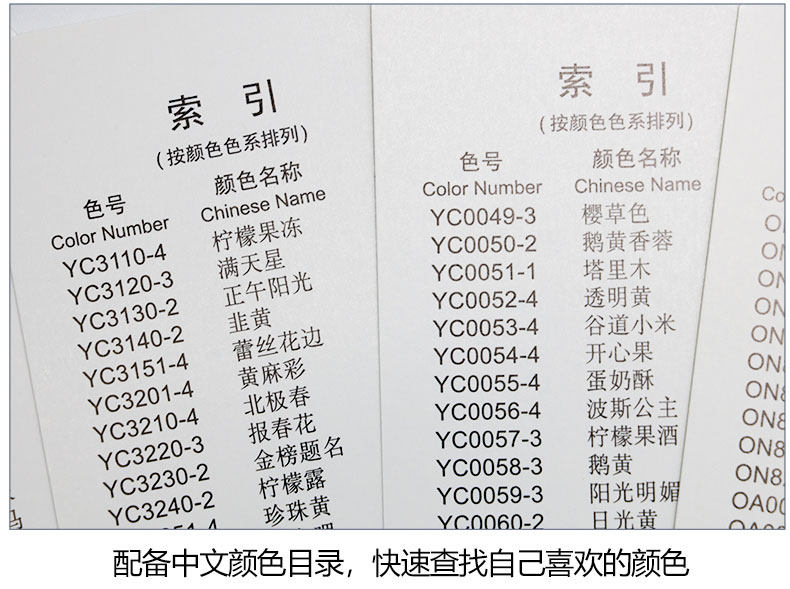 索 引
(按颜色色系排列)
色号 颜色名称
Color Number Chinese Name
YC3110-4 柠檬果冻
YC3120-3 满天星
YC3130-2 正午阳光
YC3140-2 韭黄
YC3151-4 蕾丝花边
YC3201-4 黄麻彩
YC3210-4 北极春
YC3220-3 报春花
YC3230-2 金榜题名
YC3240-2 柠檬露
珍珠黄
索 引
(按颜色色系排列)
色号 颜色名称
Color Number Chinese Name
YC0049-3 樱草色
YC0050-2 鹅黄香蓉
YC0051-1 塔里木
YC0052-4 透明黄
YC0053-4 谷道小米
YC0054-4 开心果
YC0055-4 蛋奶酥
YC0056-4 波斯公主
YC0057-3 柠檬果酒
YC0058-3 鹅黄
YC0059-3 阳光明媚
YC0060-2 日光黄
配备中文颜色目录，快速查找自己喜欢的颜色